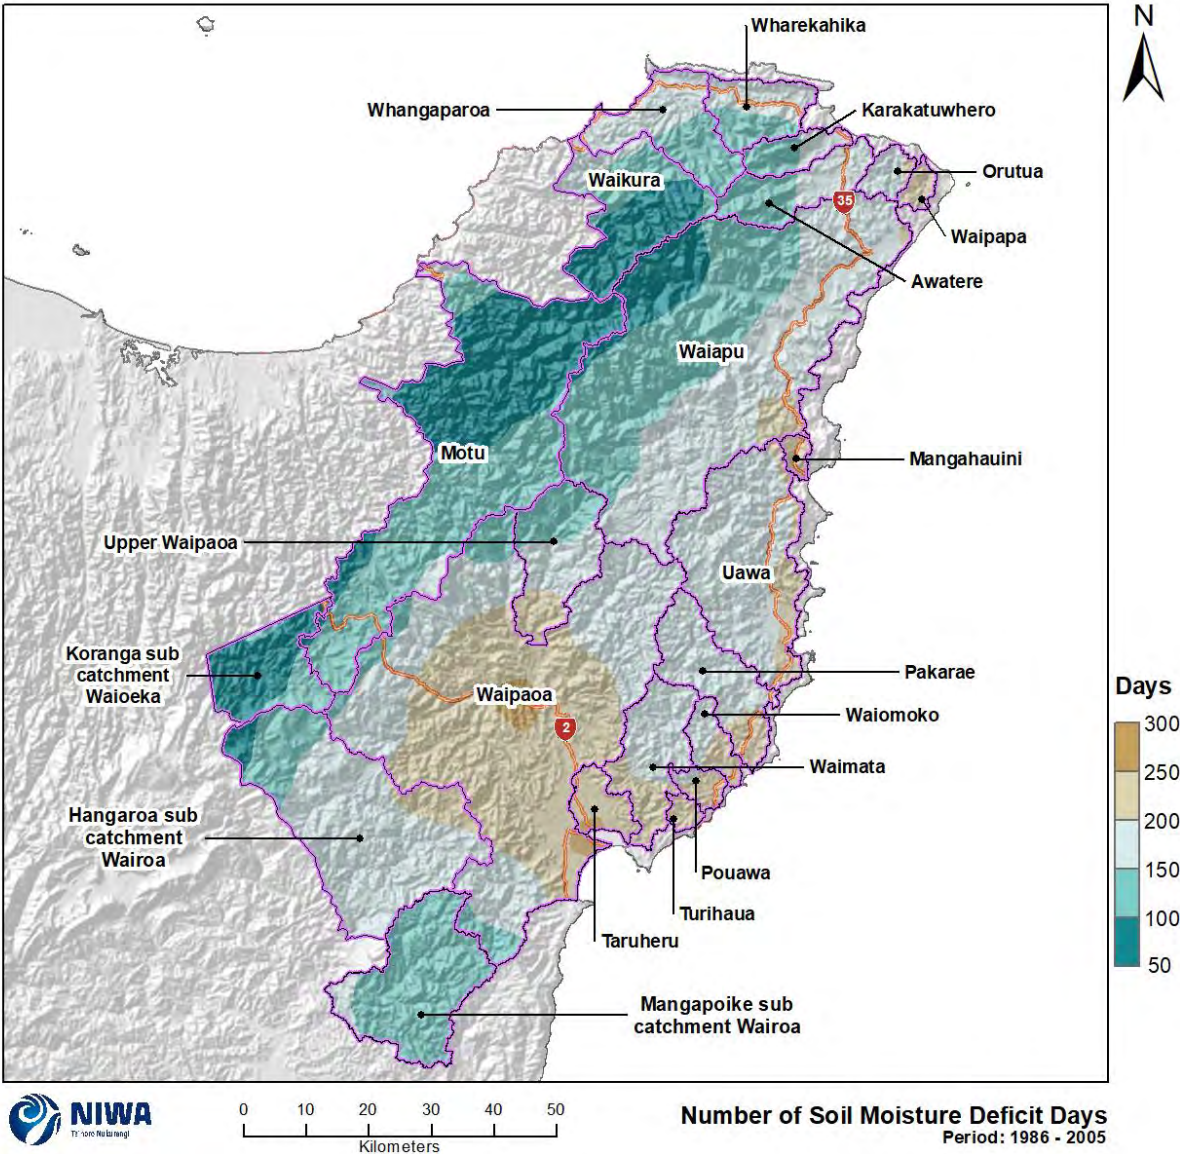 N
Wharekahika
Whangaparoa
Karakatuwhero
Waikura
Orutua
35
Waipapa
Awatere
Waiapu
Motu
Mangahauini
Upper Waipaoa
Uawa
Koranga sub
catchment
Waioeka
Pakarae
Waipaoa
Waiomoko
2
Waimata
Hangaroa sub
catchment
Wairoa
Pouawa
Turihaua
Taruheru
Mangapoike sub
catchment Wairoa
Days
300
250
200
150
100
50
NIWA
Taihoro Nukurangi
0 10 20 30 40 50
Kilometers
Number of Soil Moisture Deficit Days
Period: 1986 - 2005